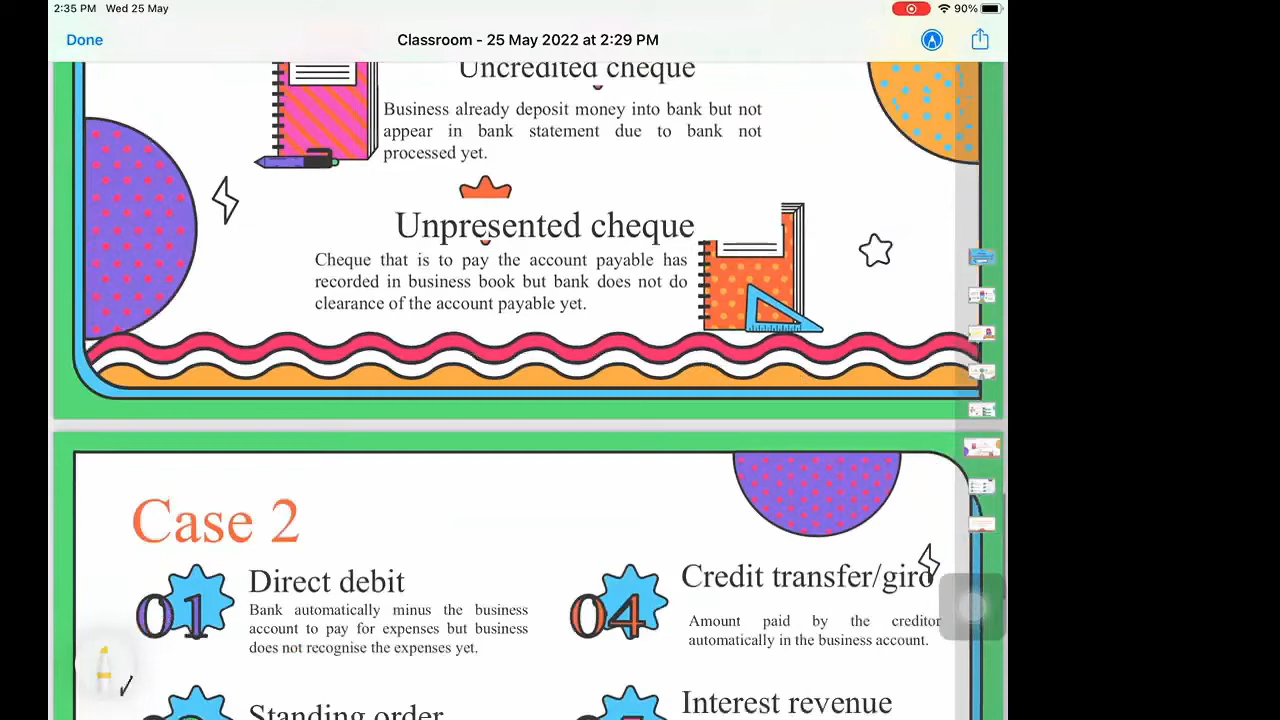 2:35 PM Wed 25 May
90%
Done
Classroom - 25 May 2022 at 2:29 PM
Uncredited cheque
Business already deposit money into bank but not
appear in bank statement due to bank not
processed yet.
Unpresented cheque
Cheque that is to pay the account payable has
recorded in business book but bank does not do
clearance of the account payable yet.
Case 2
01
Direct debit
Bank automatically minus the business
account to pay for expenses but business
does not recognise the expenses yet.
04
Credit transfer/giro
Amount paid by the creditor
automatically in the business account.
Standing order
Interest revenue